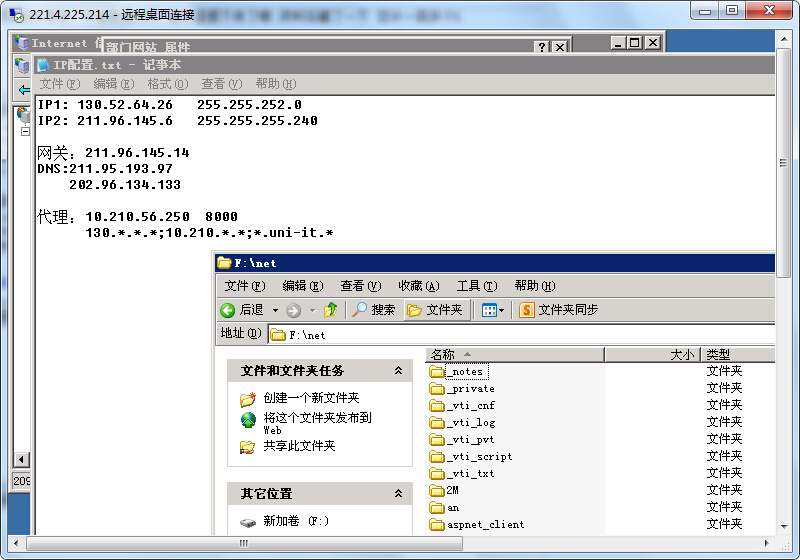 221.4.225.214 - 远程桌面连接
Internet 信
部门网站 属性
IP配置.txt - 记事本
文件(F) 编辑(E) 格式(O) 查看(V) 帮助(H)
IP1: 130.52.64.26 255.255.252.0
IP2: 211.96.145.6 255.255.255.240
网关: 211.96.145.14
DNS:211.95.193.97
202.96.134.133
代理: 10.210.56.250 8000
130.*.*.*;10.210.*.*;*.uni-it.*
F:\net
文件(F) 编辑(E) 查看(V) 收藏(A) 工具(T) 帮助(H)
后退 搜索 文件夹 文件夹同步
地址(D) F:\net
名称 大小 类型
文件和文件夹任务
创建一个新文件夹
将这个文件夹发布到
Web
共享此文件夹
其它位置
新加卷 (F:)
_notes 文件夹
_private 文件夹
_vti_cnf 文件夹
_vti_log 文件夹
_vti_pvt 文件夹
_vti_script 文件夹
_vti_txt 文件夹
2M 文件夹
an 文件夹
aspnet_client 文件夹
209